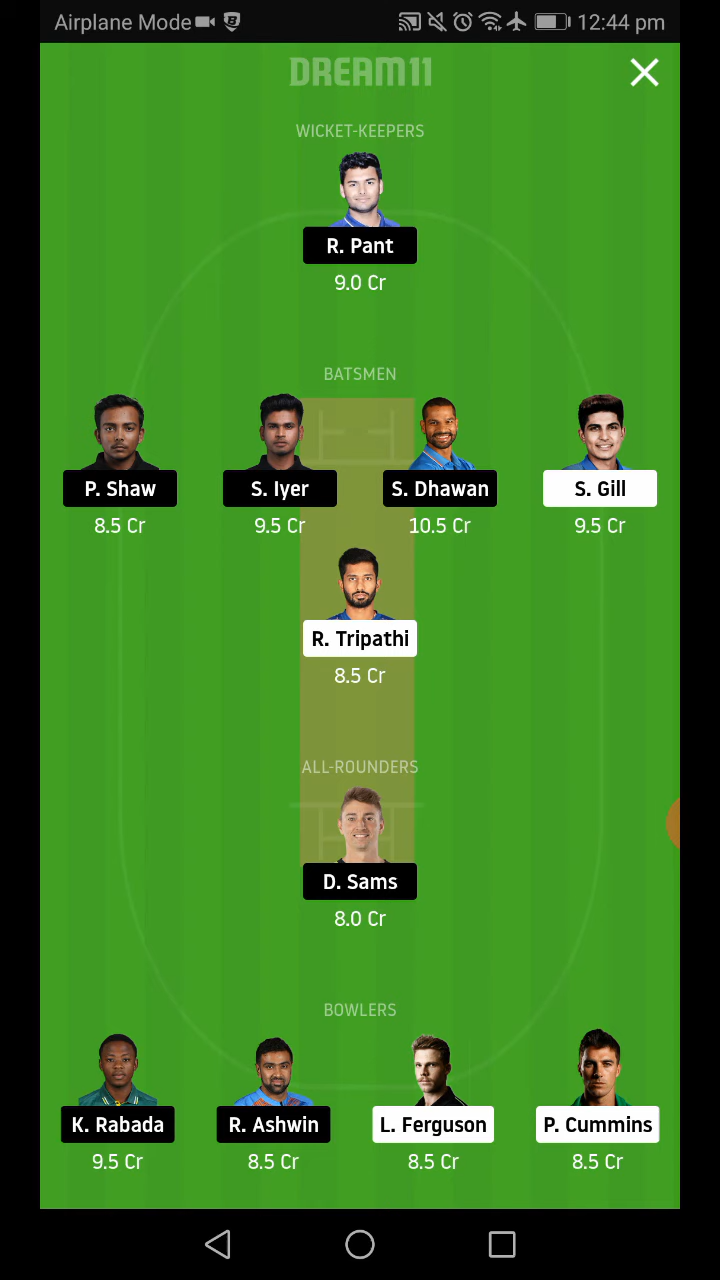 Airplane Mode 12:44 pm
DREAM11
WICKET-KEEPERS
R. Pant
9.0 Cr
BATSMEN
P. Shaw S. Iyer S. Dhawan S. Gill
8.5 Cr 9.5 Cr 10.5 Cr 9.5 Cr
R. Tripathi
8.5 Cr
ALL-ROUNDERS
D. Sams
8.0 Cr
BOWLERS
K. Rabada R. Ashwin L. Ferguson P. Cummins
9.5 Cr 8.5 Cr 8.5 Cr 8.5 Cr